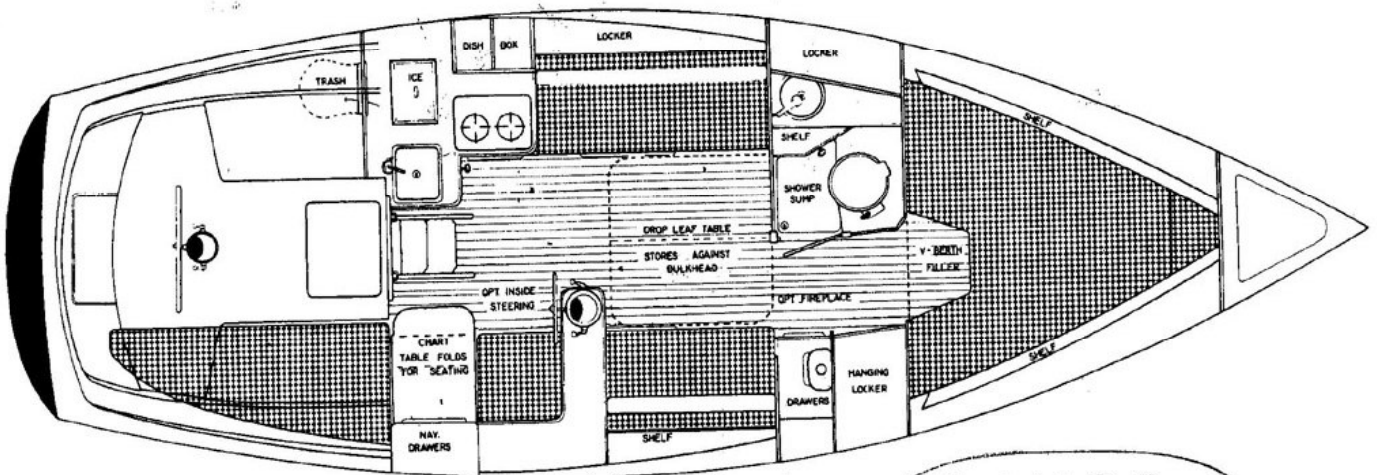 TRASH
ICE
DISH
BOX
LOCKER
LOCKER
SHELF
SHOWER
SUMP
SHELF
DROP LEAF TABLE
STORES AGAINST
BULKHEAD
V-BERTH
FILLER
OPT. INSIDE
STEERING
OPT. FIREPLACE
CHART
TABLE FOLDS
FOR SEATING
NAV.
DRAWERS
SHELF
DRAWERS
HANGING
LOCKER
SHELF